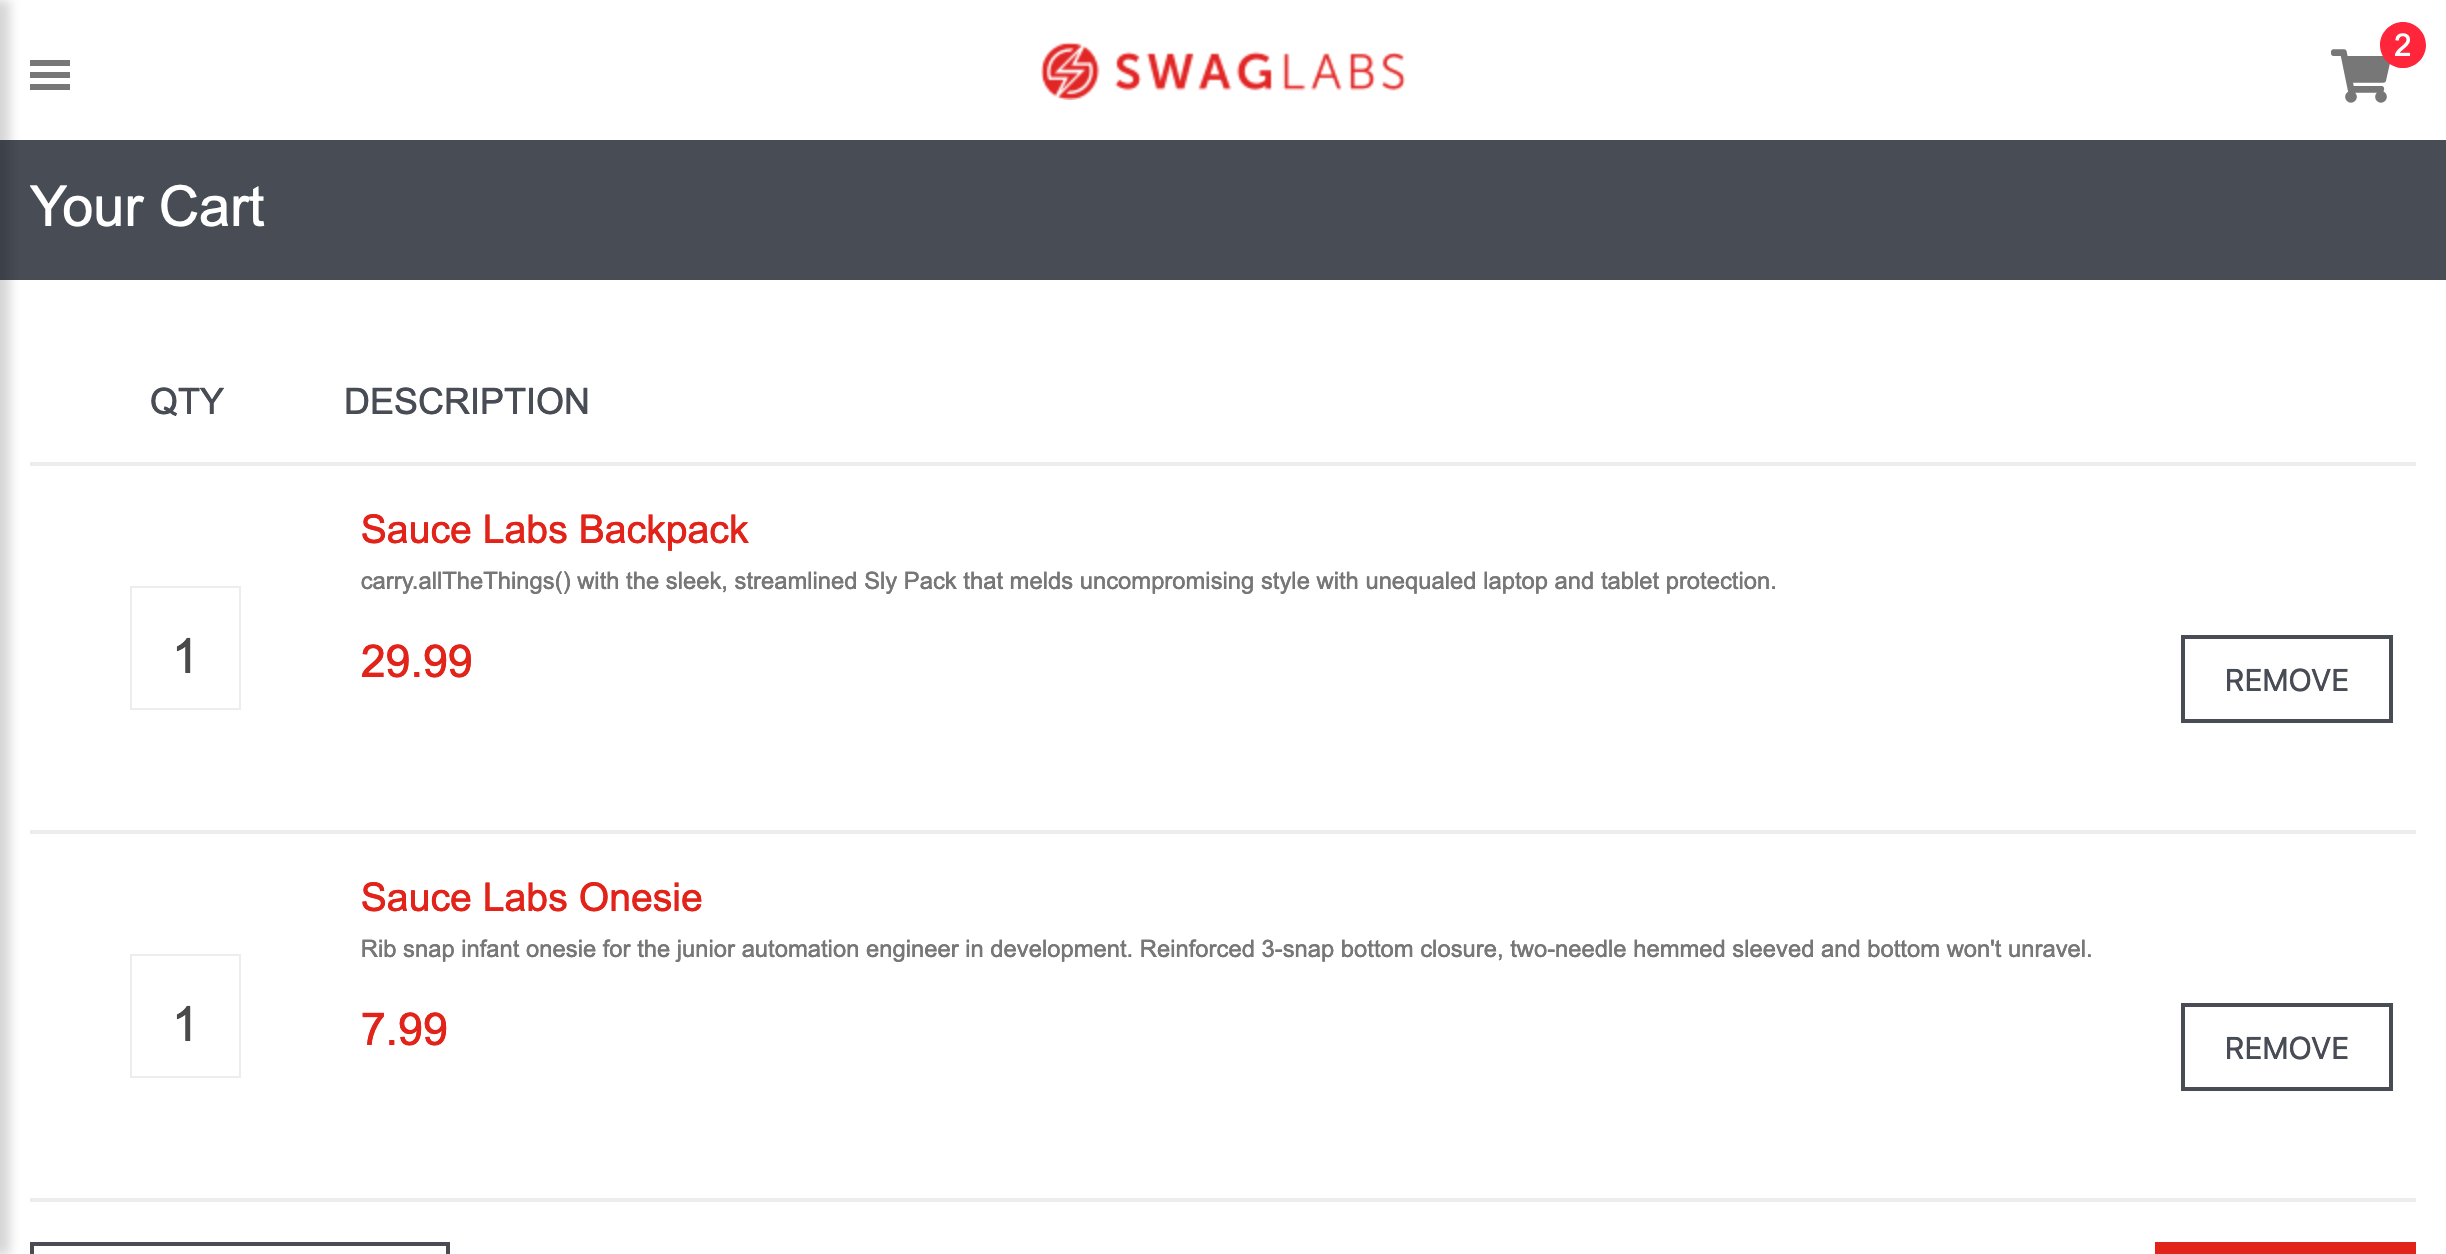 SWAGLABS
2
Your Cart
QTY DESCRIPTION
Sauce Labs Backpack
carry.allTheThings() with the sleek, streamlined Sly Pack that melds uncompromising style with unequaled laptop and tablet protection.
1
29.99
REMOVE
Sauce Labs Onesie
Rib snap infant onesie for the junior automation engineer in development. Reinforced 3-snap bottom closure, two-needle hemmed sleeved and bottom won't unravel.
1
7.99
REMOVE